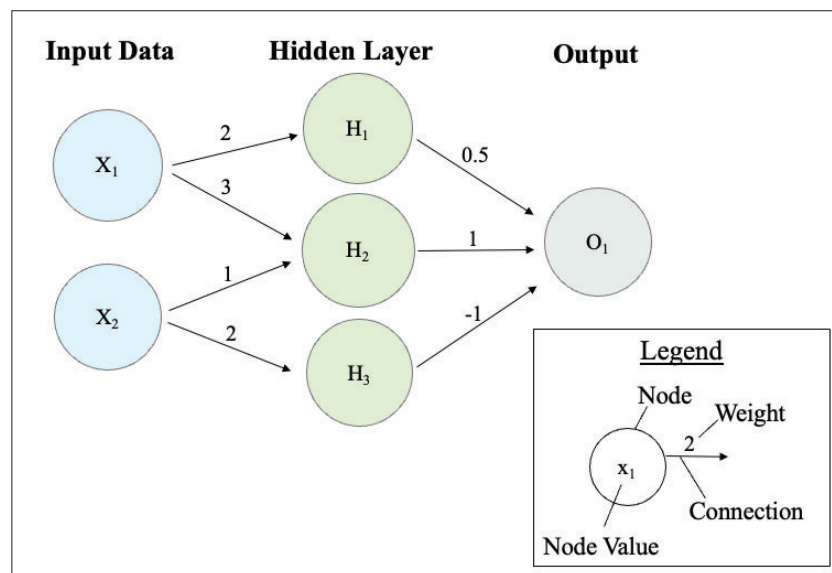 Input Data
Hidden Layer
Output
X₁
X₂
2
3
1
2
H₁
H₂
H₃
0.5
1
-1
O₁
Legend
Node
Weight
2
x₁
Connection
Node Value